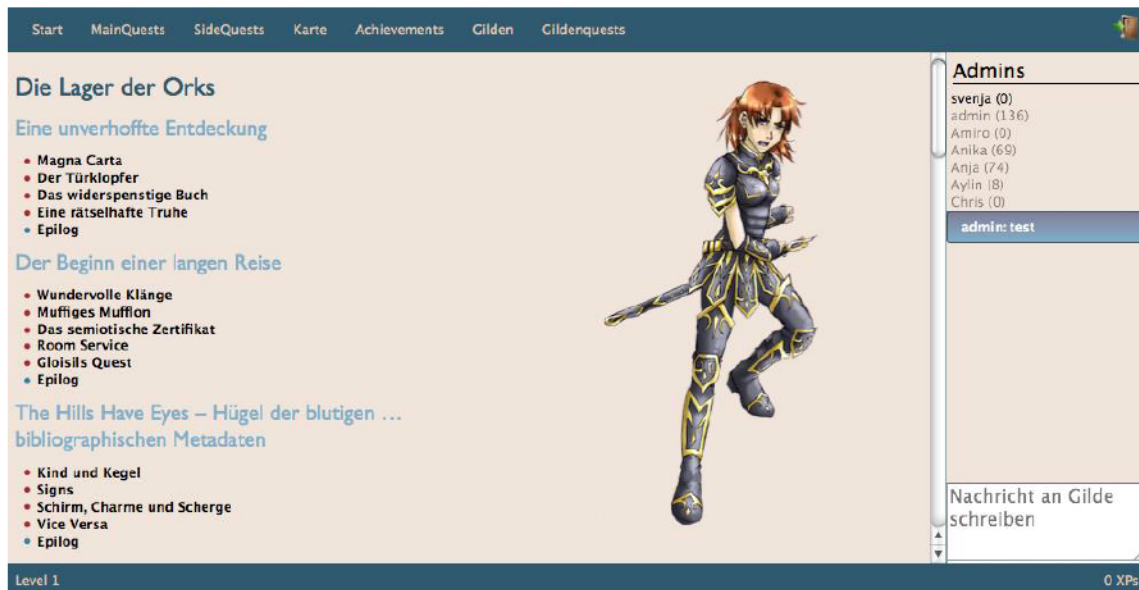 Start MainQuests SideQuests Karte Achievements Gilden Gildenquests
Die Lager der Orks
Eine unverhoffte Entdeckung
Magna Carta
Der Türklopfer
Das widerspenstige Buch
Eine rätselhafte Truhe
Epilog
Der Beginn einer langen Reise
Wundervolle Klänge
Muffiges Mufflon
Das semiotische Zertifikat
Room Service
Gloisils Quest
Epilog
The Hills Have Eyes – Hügel der blutigen …
bibliographischen Metadaten
Kind und Kegel
Signs
Schirm, Charme und Scherge
Vice Versa
Epilog
Admins
svenja (0)
admin (136)
Amiro (0)
Anika (69)
Anja (74)
Aylin (8)
Chris (0)
admin: test
Nachricht an Gilde
schreiben
Level 1
0 XPs